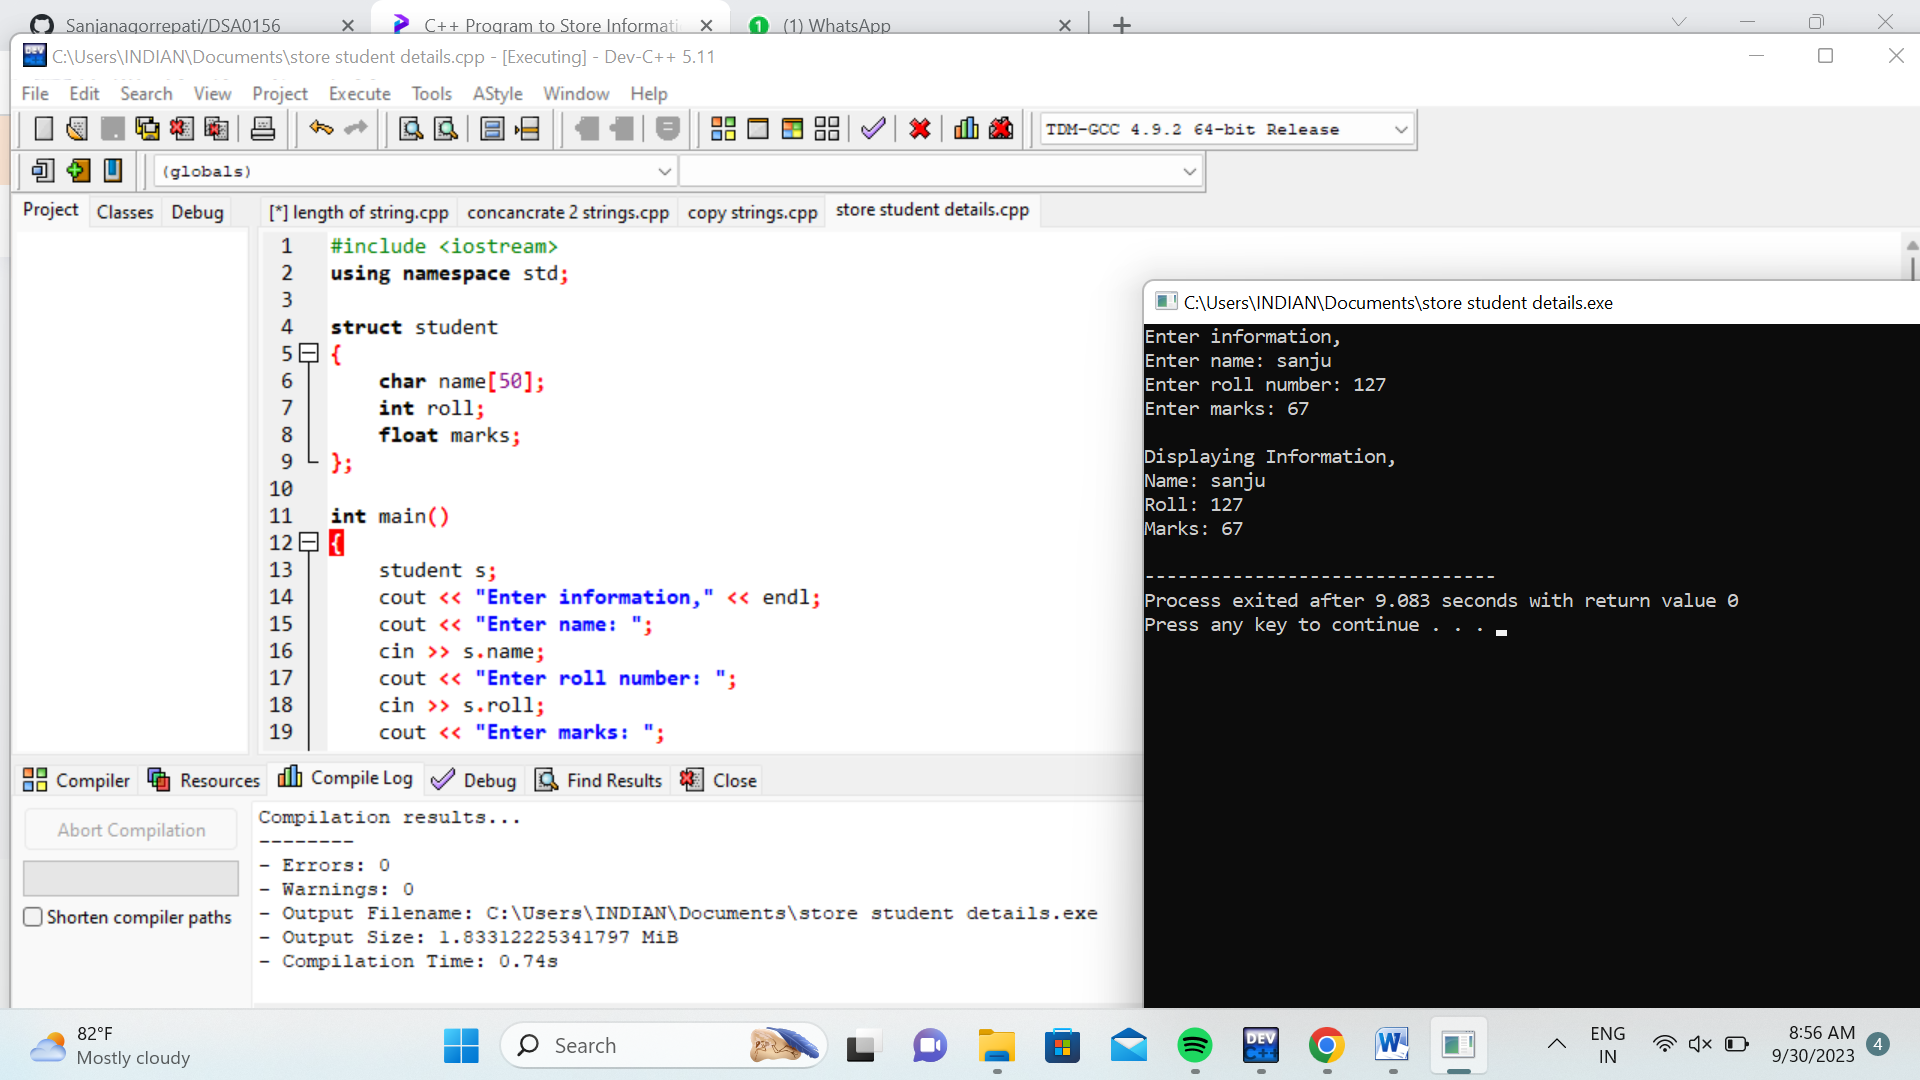 Sanjanagorrepati/DSA0156
C++ Program to Store Informati
1
(1) WhatsApp
C:\Users\INDIAN\Documents\store student details.cpp - [Executing] - Dev-C++ 5.11
File Edit Search View Project Execute Tools AStyle Window Help
TDM-GCC 4.9.2 64-bit Release
(globals)
Project Classes Debug
[*] length of string.cpp concancrate 2 strings.cpp copy strings.cpp store student details.cpp
1 #include <iostream>
2 using namespace std;
3
4 struct student
5 {
6 char name[50];
7 int roll;
8 float marks;
9 };
10
11 int main()
12 {
13 student s;
14 cout << "Enter information," << endl;
15 cout << "Enter name: ";
16 cin >> s.name;
17 cout << "Enter roll number: ";
18 cin >> s.roll;
19 cout << "Enter marks: ";
C:\Users\INDIAN\Documents\store student details.exe
Enter information,
Enter name: sanju
Enter roll number: 127
Enter marks: 67
Displaying Information,
Name: sanju
Roll: 127
Marks: 67
--------------------------------
Process exited after 9.083 seconds with return value 0
Press any key to continue . . .
Compiler Resources Compile Log Debug Find Results Close
Abort Compilation
Shorten compiler paths
Compilation results...
--------
- Errors: 0
- Warnings: 0
- Output Filename: C:\Users\INDIAN\Documents\store student details.exe
- Output Size: 1.83312225341797 MiB
- Compilation Time: 0.74s
82°F
Mostly cloudy
Search
DEV
C++
W
ENG
IN
8:56 AM
9/30/2023
4